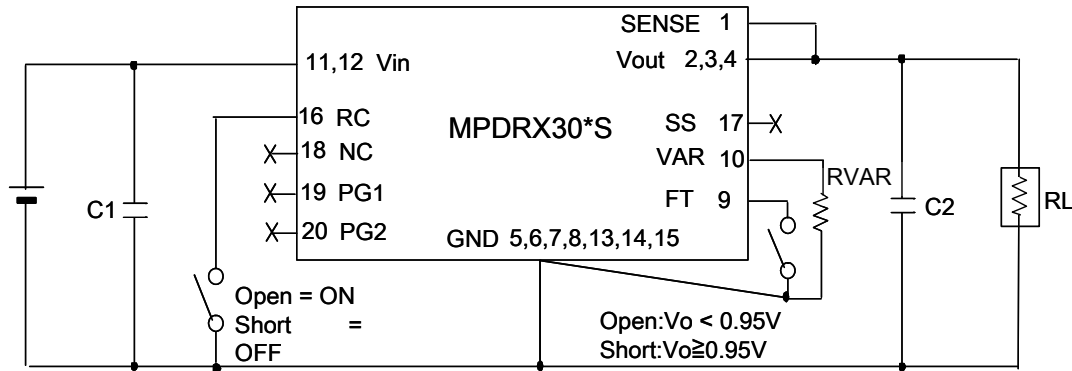 SENSE 1
11,12 Vin
Vout 2,3,4
16 RC
MPDRX30*S
SS 17
18 NC
VAR 10
RVAR
19 PG1
FT 9
C1
C2
RL
20 PG2
GND 5,6,7,8,13,14,15
Open = ON
Short =
OFF
Open:Vo < 0.95V
Short:Vo≧0.95V